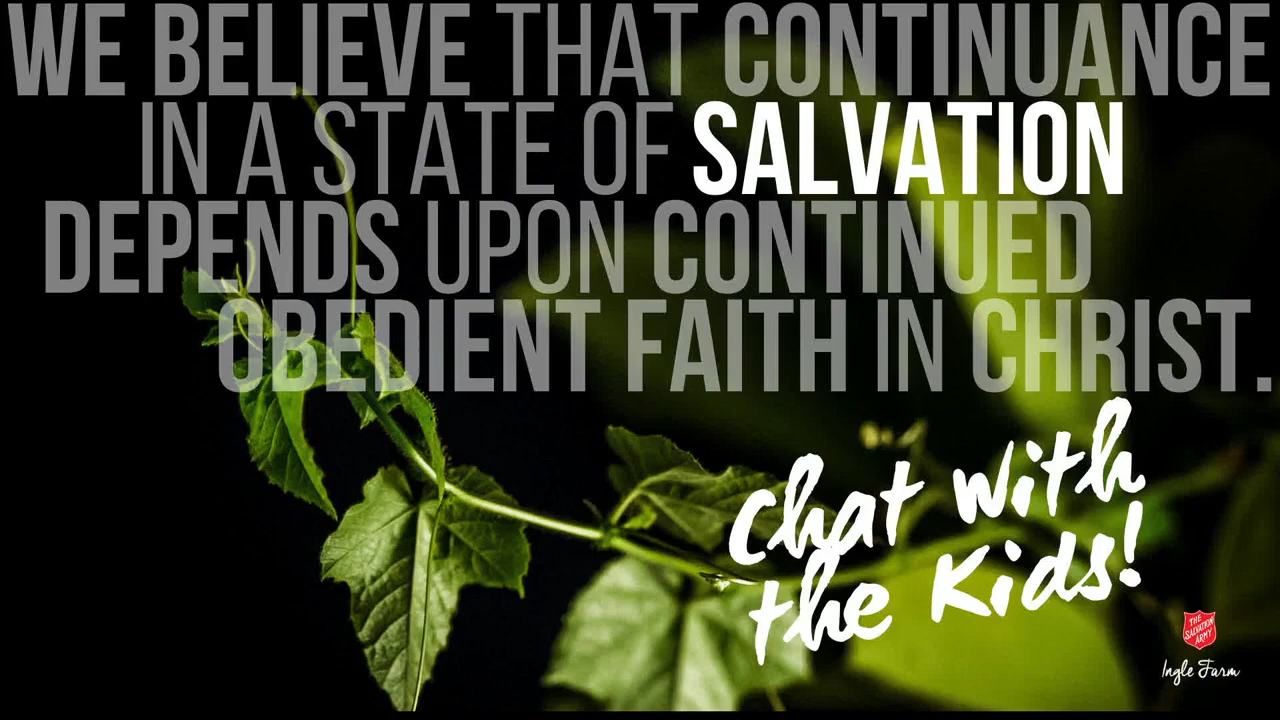 WE BELIEVE THAT CONTINUANCE
IN A STATE OF SALVATION
DEPENDS UPON CONTINUED
OBEDIENT FAITH IN CHRIST.
Chat with
the Kids!
THE
SALVATION
ARMY
Ingle Farm